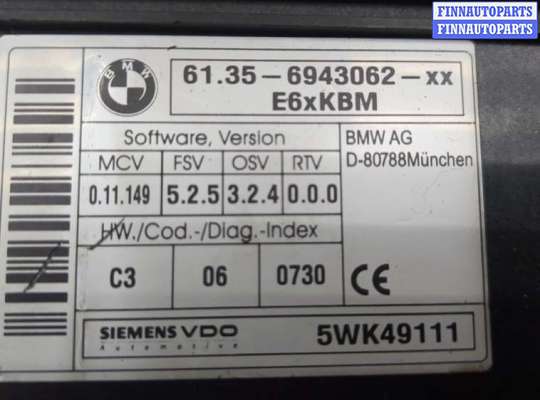 FINNAUTOPARTS
FINNAUTOPARTS
BMW
61.35-6943062-xx
E6xKBM
Software, Version
MCV FSV OSV RTV
0.11.149 5.2.5 3.2.4 0.0.0
HW./Cod.-/Diag.-Index
C3 06 0730
BMW AG
D-80788München
CE
SIEMENS VDO
Automotive
5WK49111